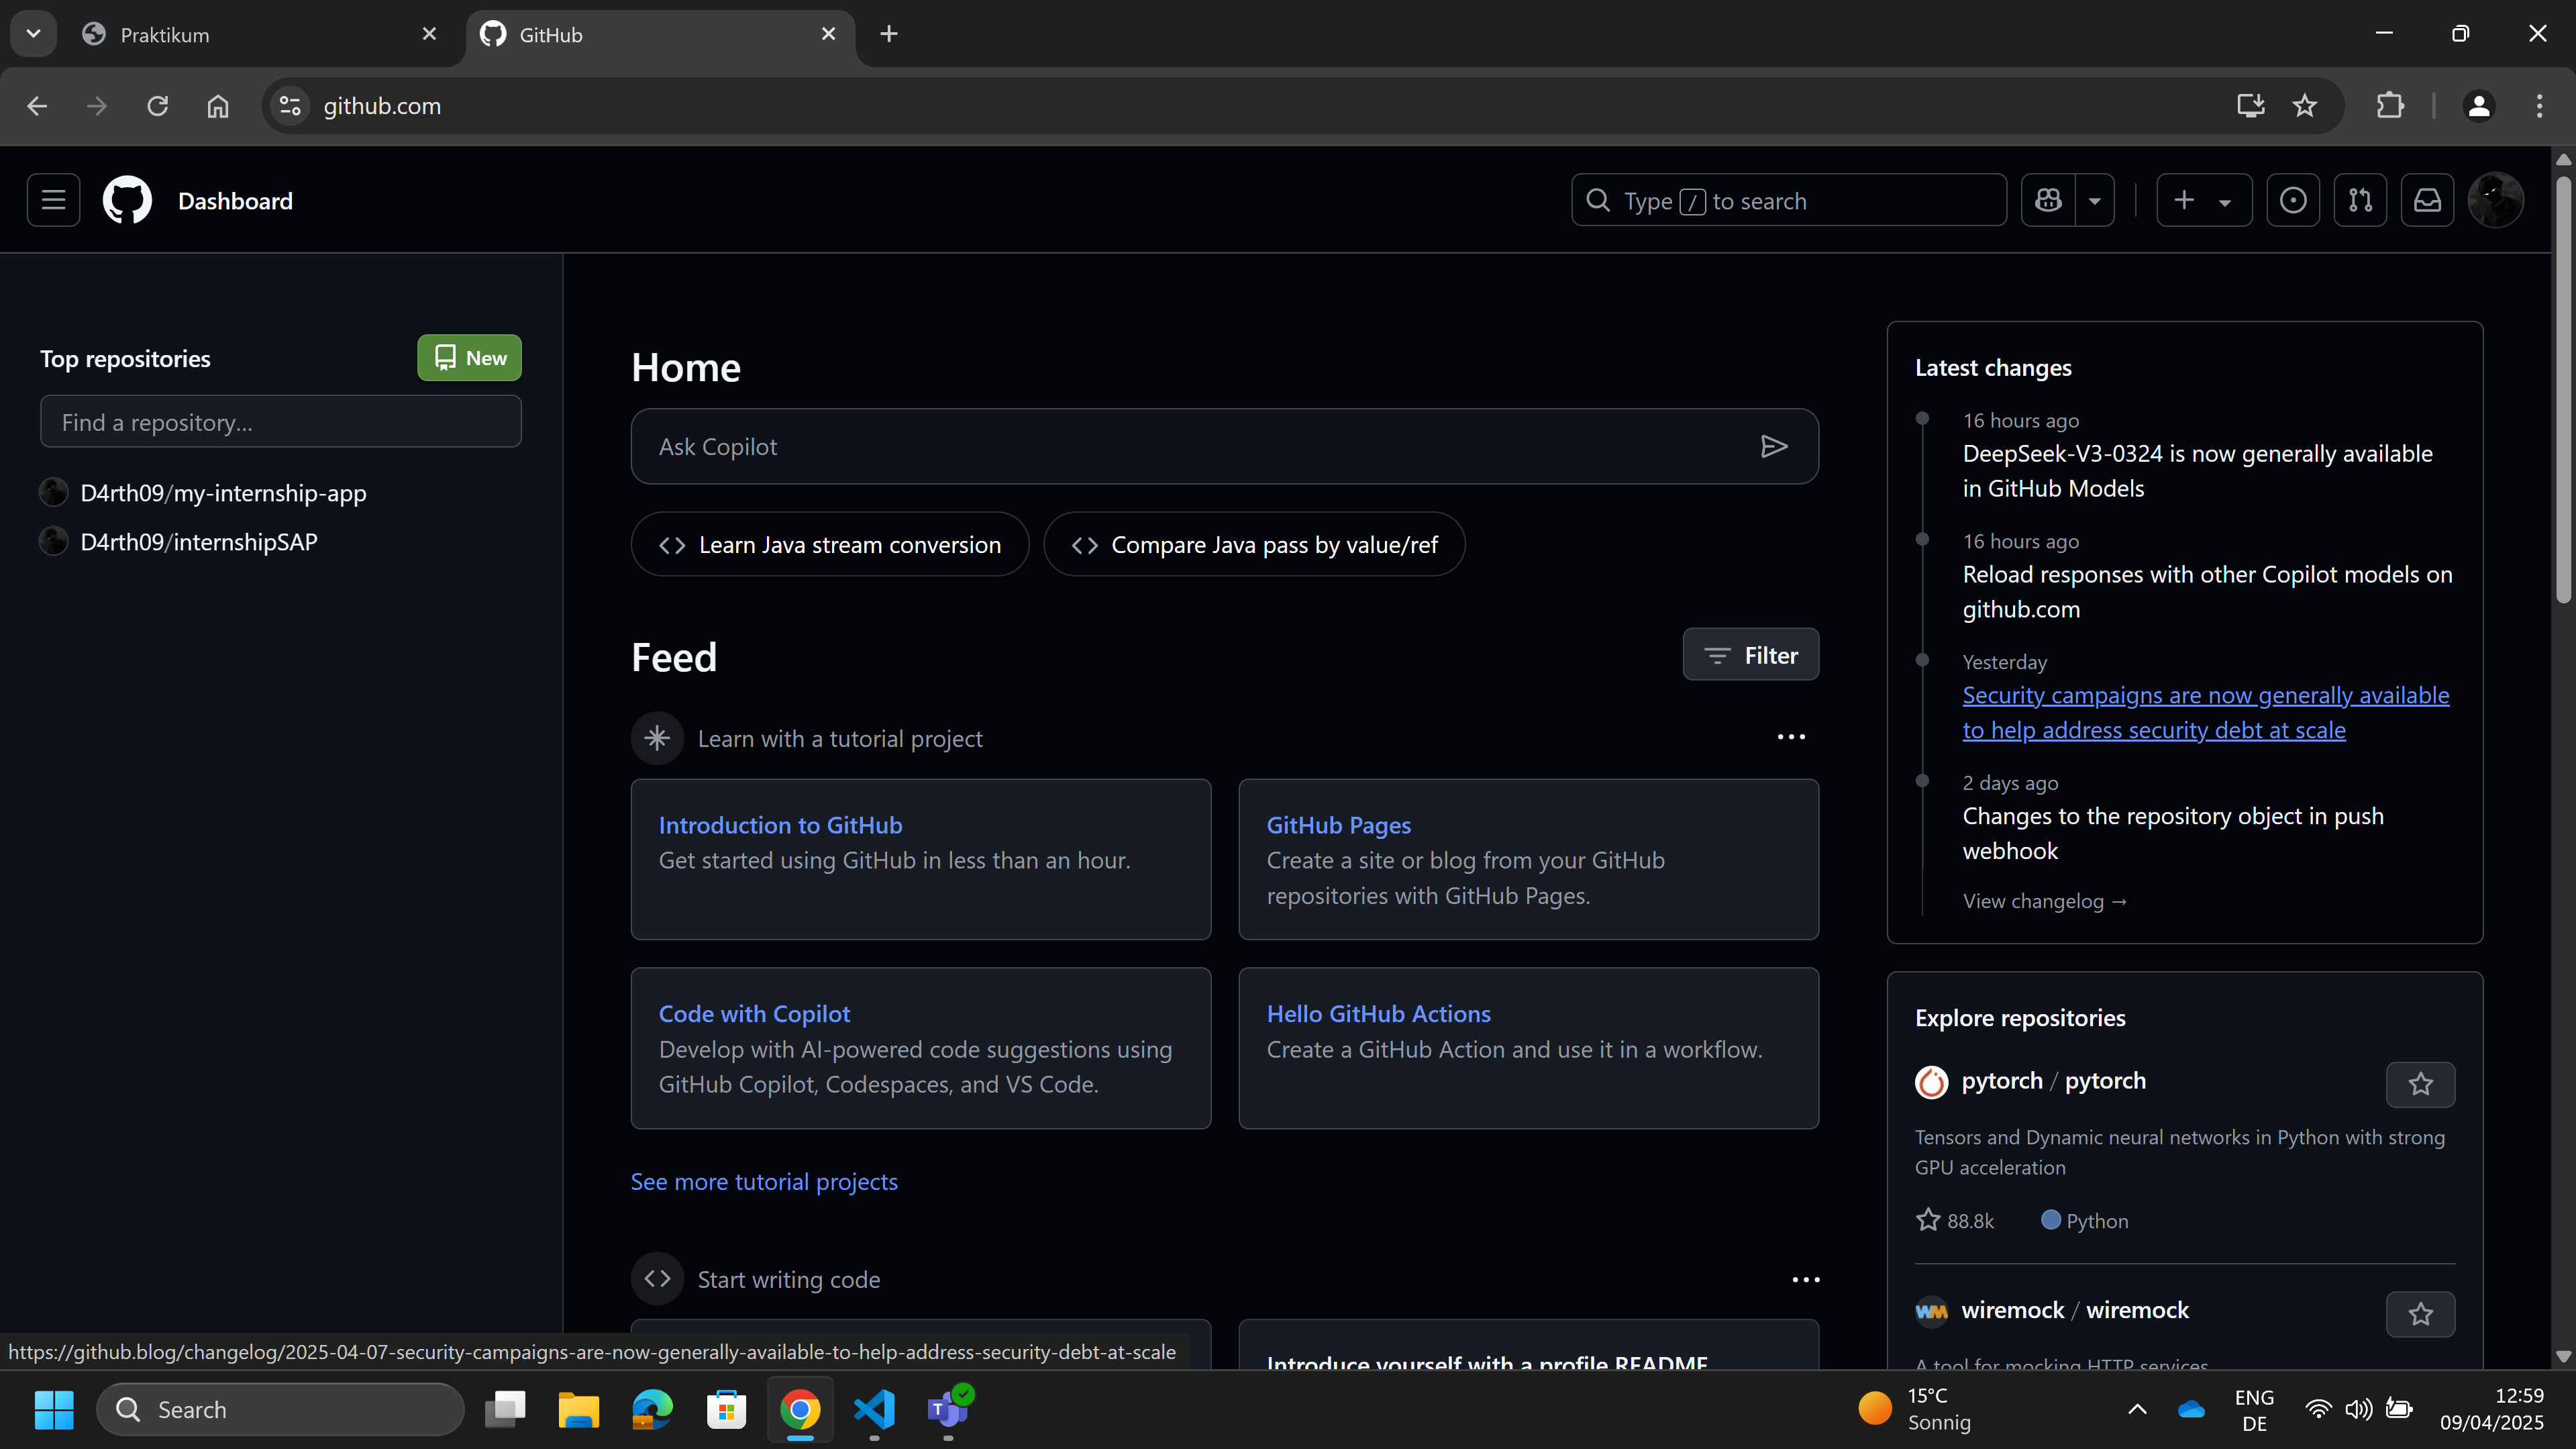 Praktikum
GitHub
github.com
Dashboard
Type / to search
Top repositories
New
Find a repository...
D4rth09/my-internship-app
D4rth09/internshipSAP
Home
Ask Copilot
Learn Java stream conversion
Compare Java pass by value/ref
Feed
Filter
Learn with a tutorial project
Introduction to GitHub
Get started using GitHub in less than an hour.
GitHub Pages
Create a site or blog from your GitHub
repositories with GitHub Pages.
Code with Copilot
Develop with AI-powered code suggestions using
GitHub Copilot, Codespaces, and VS Code.
Hello GitHub Actions
Create a GitHub Action and use it in a workflow.
See more tutorial projects
Start writing code
Introduce yourself with a profile README
Latest changes
16 hours ago
DeepSeek-V3-0324 is now generally available
in GitHub Models
16 hours ago
Reload responses with other Copilot models on
github.com
Yesterday
Security campaigns are now generally available
to help address security debt at scale
2 days ago
Changes to the repository object in push
webhook
View changelog →
Explore repositories
pytorch / pytorch
Tensors and Dynamic neural networks in Python with strong
GPU acceleration
88.8k
Python
wiremock / wiremock
A tool for mocking HTTP services
https://github.blog/changelog/2025-04-07-security-campaigns-are-now-generally-available-to-help-address-security-debt-at-scale
Search
15°C
Sonnig
ENG
DE
12:59
09/04/2025